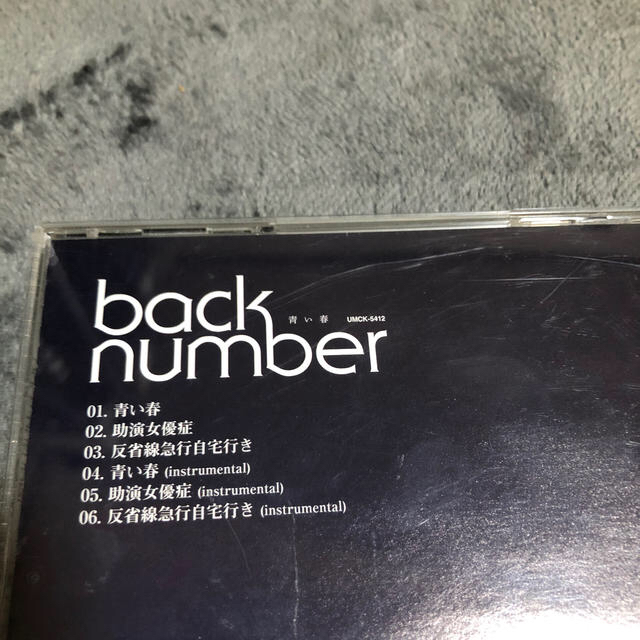 back
青い春 UMCK-5412
number
01. 青い春
02. 助演女優症
03. 反省線急行自宅行き
04. 青い春 (instrumental)
05. 助演女優症 (instrumental)
06. 反省線急行自宅行き (instrumental)